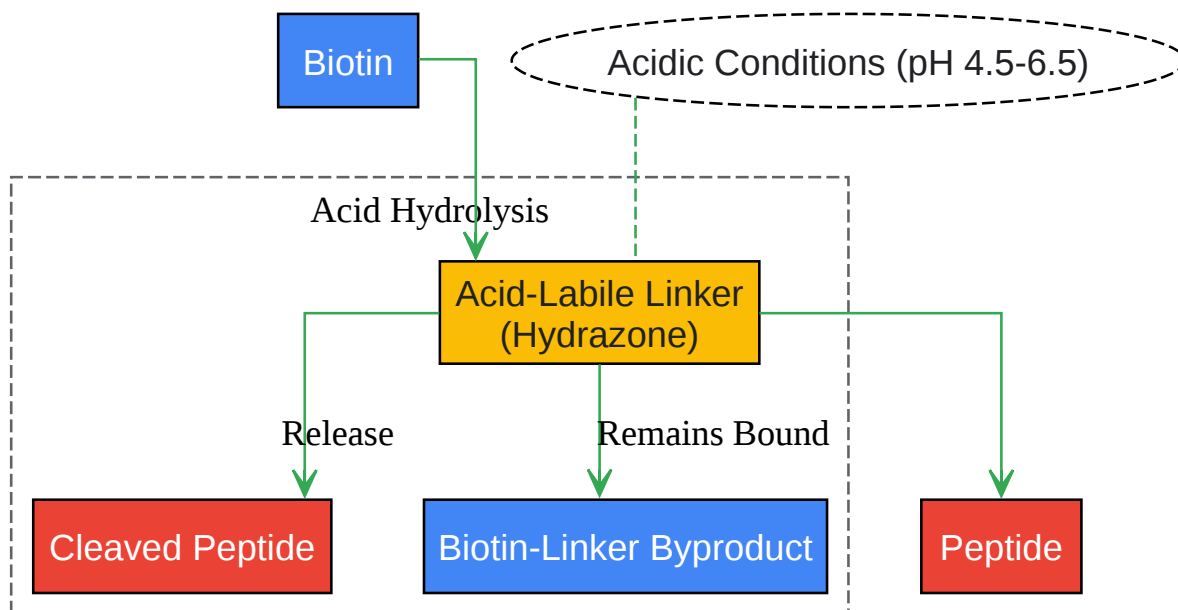 Biotin
Acidic Conditions (pH 4.5-6.5)
Acid Hydrolysis
Acid-Labile Linker
(Hydrazone)
Release
Remains Bound
Cleaved Peptide
Biotin-Linker Byproduct
Peptide